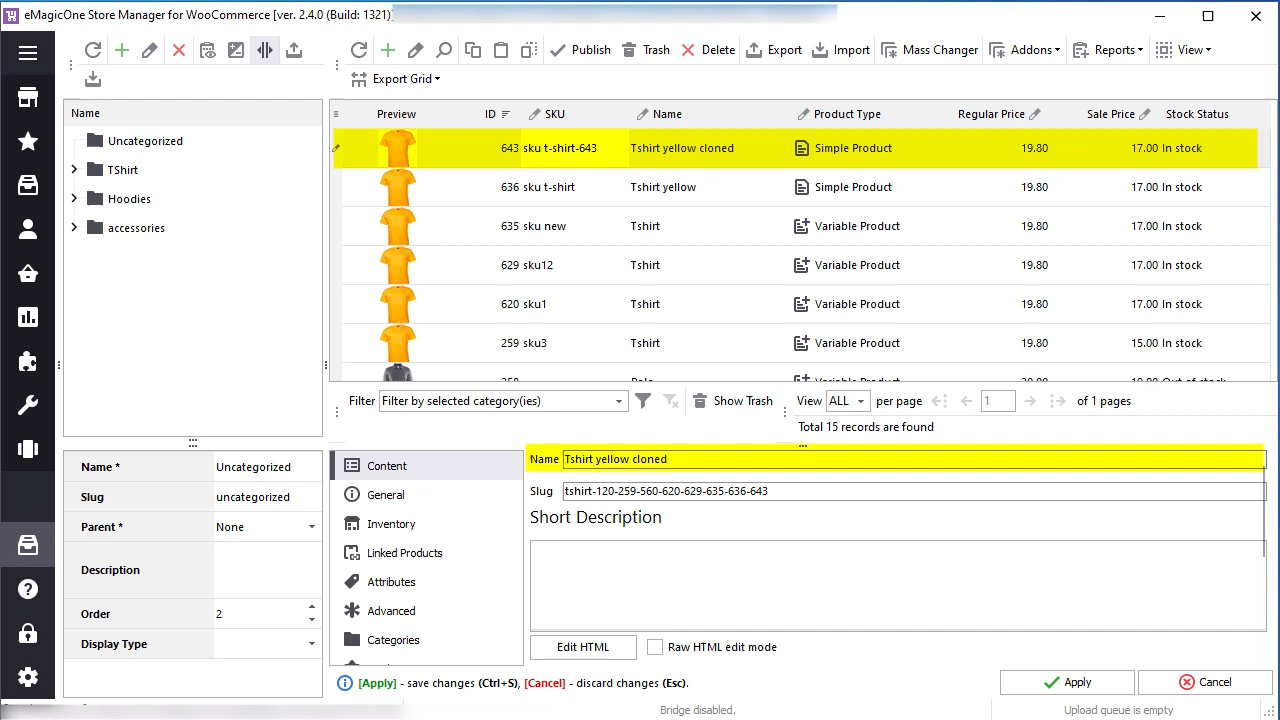 eMagicOne Store Manager for WooCommerce [ver. 2.4.0 (Build: 1321)]
Publish Trash Delete Export Import Mass Changer Addons Reports View
Export Grid
Name
Uncategorized
TShirt
Hoodies
accessories
Preview ID SKU Name Product Type Regular Price Sale Price Stock Status
643 sku t-shirt-643 Tshirt yellow cloned Simple Product 19.80 17.00 In stock
636 sku t-shirt Tshirt yellow Simple Product 19.80 17.00 In stock
635 sku new Tshirt Variable Product 19.80 17.00 In stock
629 sku12 Tshirt Variable Product 19.80 17.00 In stock
620 sku1 Tshirt Variable Product 19.80 17.00 In stock
259 sku3 Tshirt Variable Product 19.80 15.00 In stock
Filter Filter by selected category(ies) Show Trash View ALL per page 1 of 1 pages
Total 15 records are found
Name * Uncategorized
Slug uncategorized
Parent * None
Description
Order 2
Display Type
Content
General
Inventory
Linked Products
Attributes
Advanced
Categories
Name Tshirt yellow cloned
Slug tshirt-120-259-560-620-629-635-636-643
Short Description
Edit HTML Raw HTML edit mode
[Apply] - save changes (Ctrl+S), [Cancel] - discard changes (Esc).
Apply Cancel
Bridge disabled. Upload queue is empty